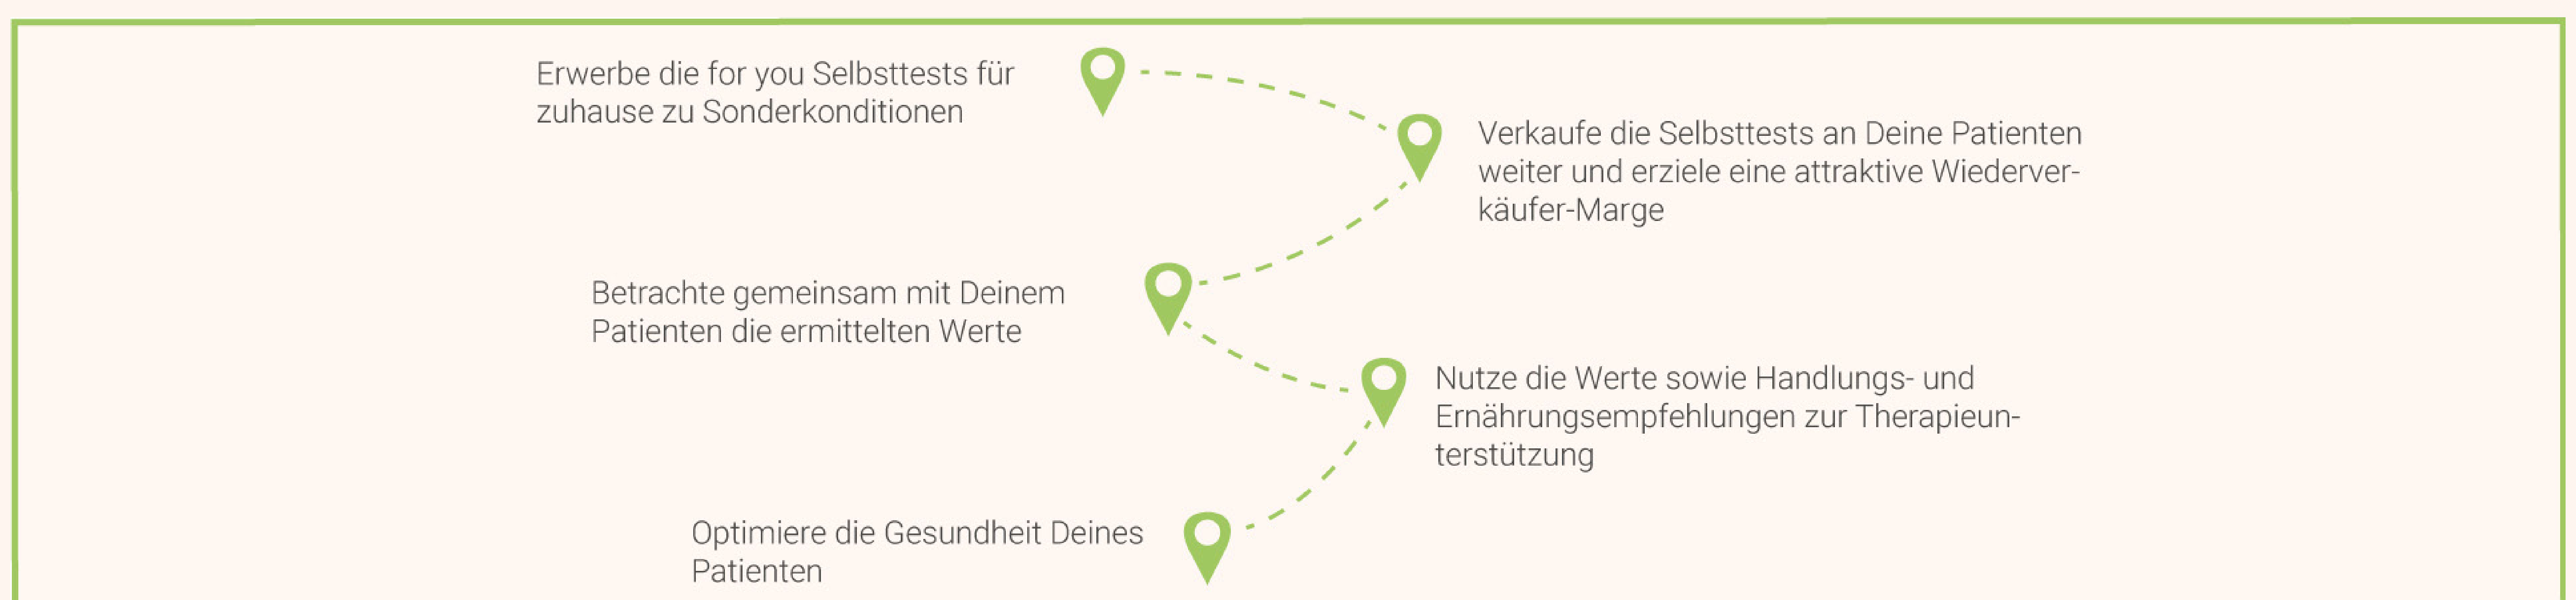 Erwerbe die for you Selbsttests für
zuhause zu Sonderkonditionen
Verkaufe die Selbsttests an Deine Patienten
weiter und erziele eine attraktive Wiederver-
käufer-Marge
Betrachte gemeinsam mit Deinem
Patienten die ermittelten Werte
Nutze die Werte sowie Handlungs- und
Ernährungsempfehlungen zur Therapieun-
terstützung
Optimiere die Gesundheit Deines
Patienten